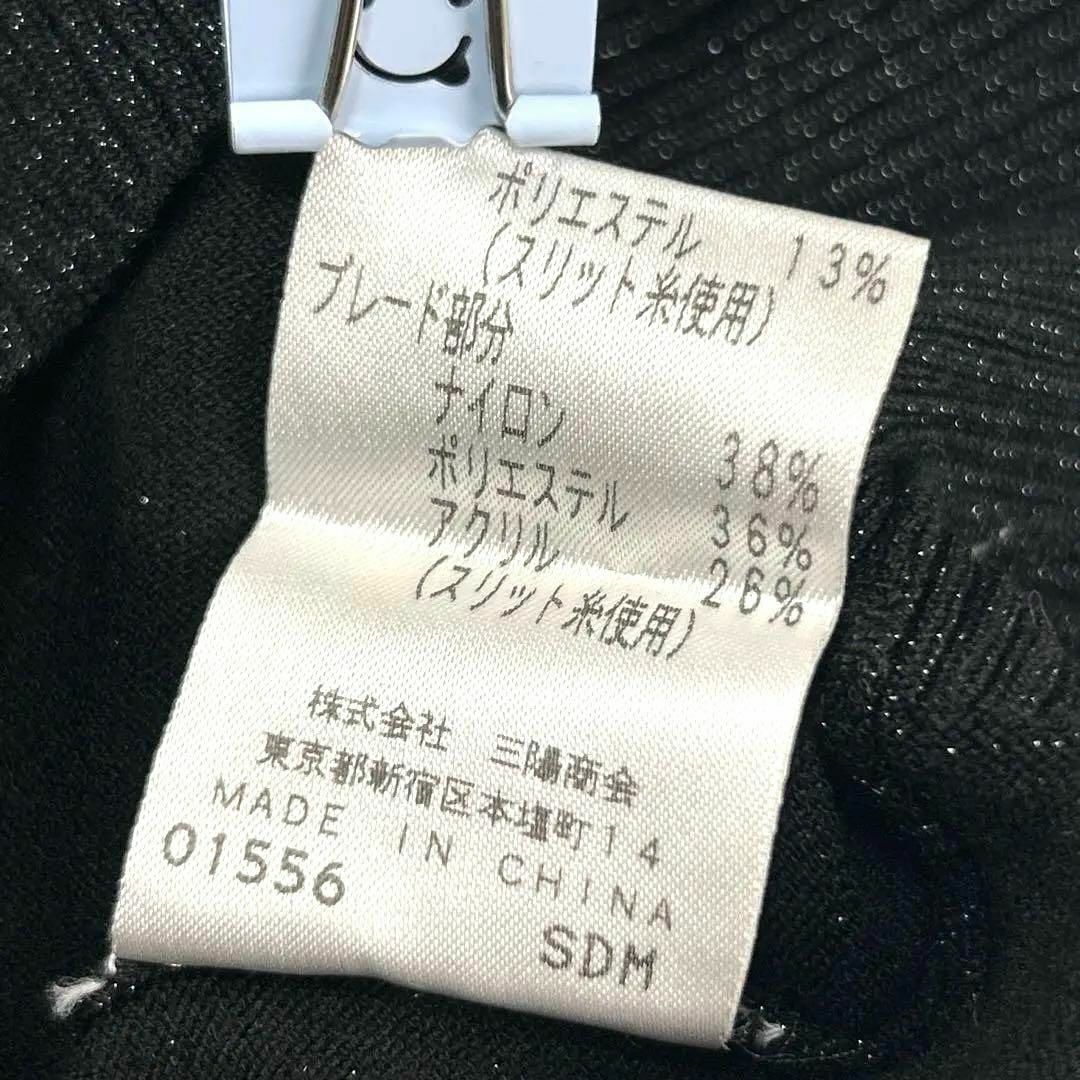 ポリエステル 13%
(スリット糸使用)
ブレード部分
ナイロン 38%
ポリエステル 36%
アクリル 26%
(スリット糸使用)
株式会社 三陽商会
東京都新宿区本塩町14
MADE IN CHINA
01556
SDM